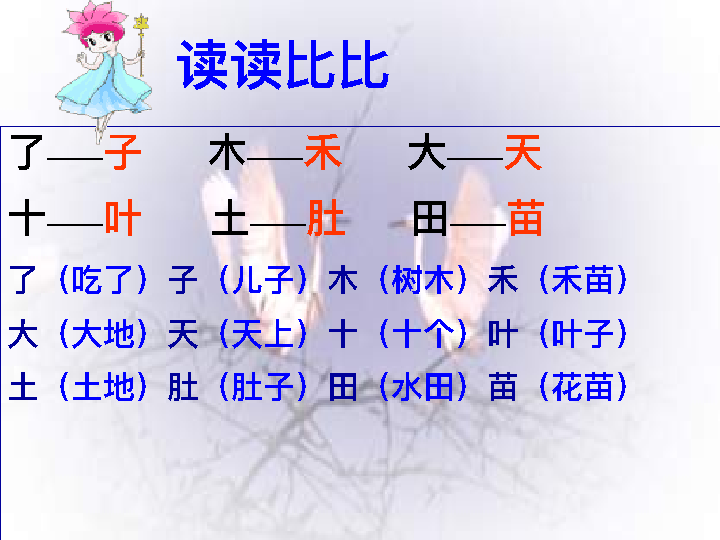 读读比比
了——子 木——禾 大——天
十——叶 土——肚 田——苗
了（吃了）子（儿子）木（树木）禾（禾苗）
大（大地）天（天上）十（十个）叶（叶子）
土（土地）肚（肚子）田（水田）苗（花苗）